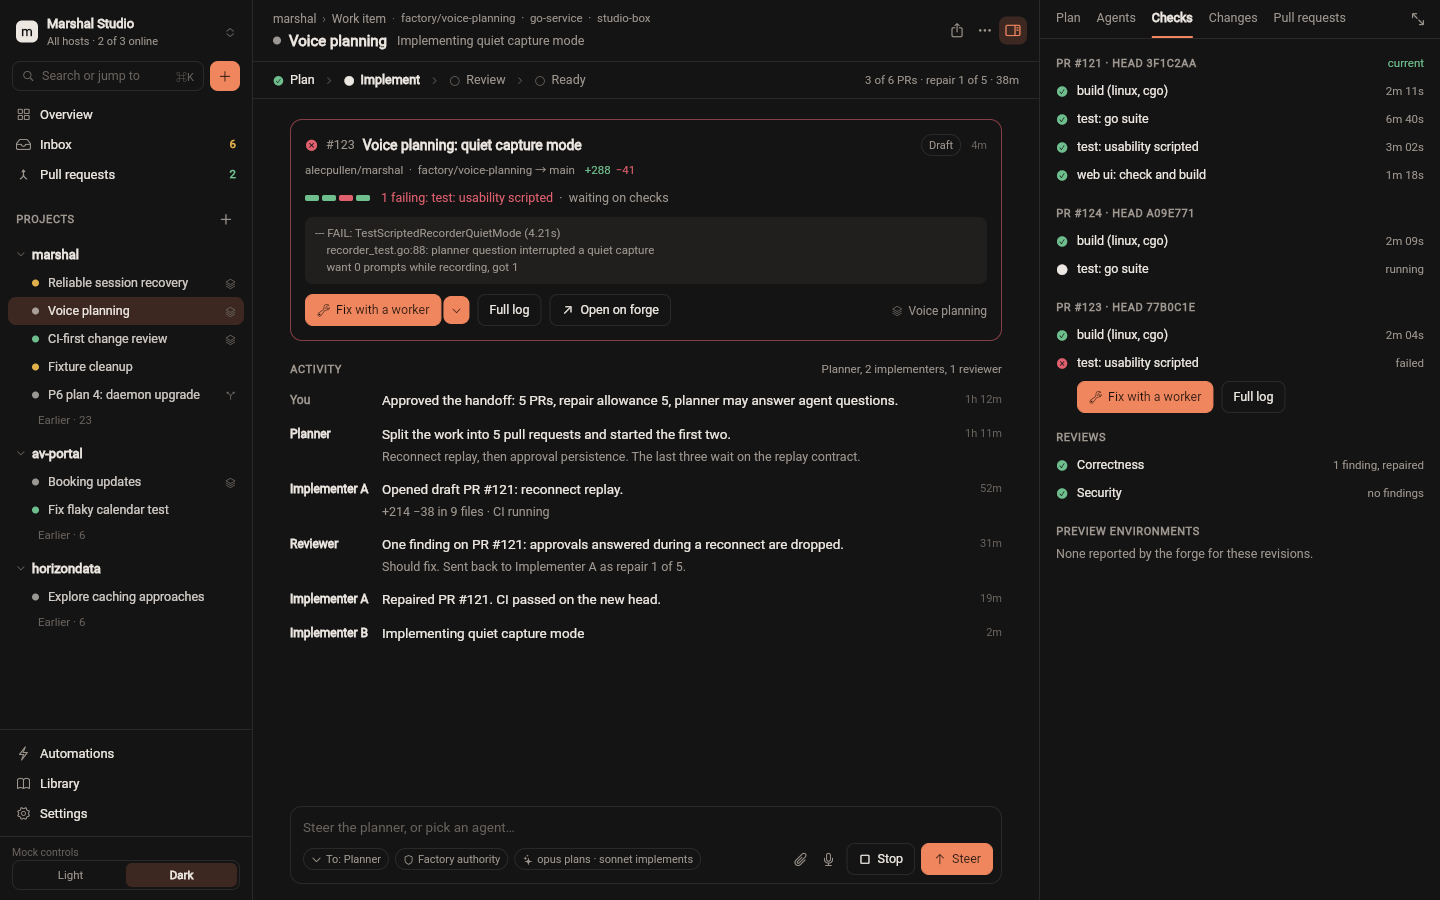 m
Marshal Studio
All hosts · 2 of 3 online
Search or jump to
⌘K
Overview
Inbox 6
Pull requests 2
PROJECTS
marshal
Reliable session recovery
Voice planning
CI-first change review
Fixture cleanup
P6 plan 4: daemon upgrade
Earlier · 23
av-portal
Booking updates
Fix flaky calendar test
Earlier · 6
horizondata
Explore caching approaches
Earlier · 6
Automations
Library
Settings
Mock controls
Light
Dark
marshal › Work item · factory/voice-planning · go-service · studio-box
Voice planning Implementing quiet capture mode
Plan › Implement › Review › Ready
3 of 6 PRs · repair 1 of 5 · 38m
#123 Voice planning: quiet capture mode
Draft 4m
alecpullen/marshal · factory/voice-planning → main +288 −41
1 failing: test: usability scripted · waiting on checks
--- FAIL: TestScriptedRecorderQuietMode (4.21s)
recorder_test.go:88: planner question interrupted a quiet capture
want 0 prompts while recording, got 1
Fix with a worker
Full log
Open on forge
Voice planning
ACTIVITY
Planner, 2 implementers, 1 reviewer
You Approved the handoff: 5 PRs, repair allowance 5, planner may answer agent questions. 1h 12m
Planner Split the work into 5 pull requests and started the first two. 1h 11m
Reconnect replay, then approval persistence. The last three wait on the replay contract.
Implementer A Opened draft PR #121: reconnect replay. 52m
+214 −38 in 9 files · CI running
Reviewer One finding on PR #121: approvals answered during a reconnect are dropped. 31m
Should fix. Sent back to Implementer A as repair 1 of 5.
Implementer A Repaired PR #121. CI passed on the new head. 19m
Implementer B Implementing quiet capture mode 2m
Steer the planner, or pick an agent…
To: Planner
Factory authority
opus plans · sonnet implements
Stop
Steer
Plan Agents Checks Changes Pull requests
PR #121 · HEAD 3F1C2AA current
build (linux, cgo) 2m 11s
test: go suite 6m 40s
test: usability scripted 3m 02s
web ui: check and build 1m 18s
PR #124 · HEAD A09E771
build (linux, cgo) 2m 09s
test: go suite running
PR #123 · HEAD 77B0C1E
build (linux, cgo) 2m 04s
test: usability scripted failed
Fix with a worker
Full log
REVIEWS
Correctness 1 finding, repaired
Security no findings
PREVIEW ENVIRONMENTS
None reported by the forge for these revisions.